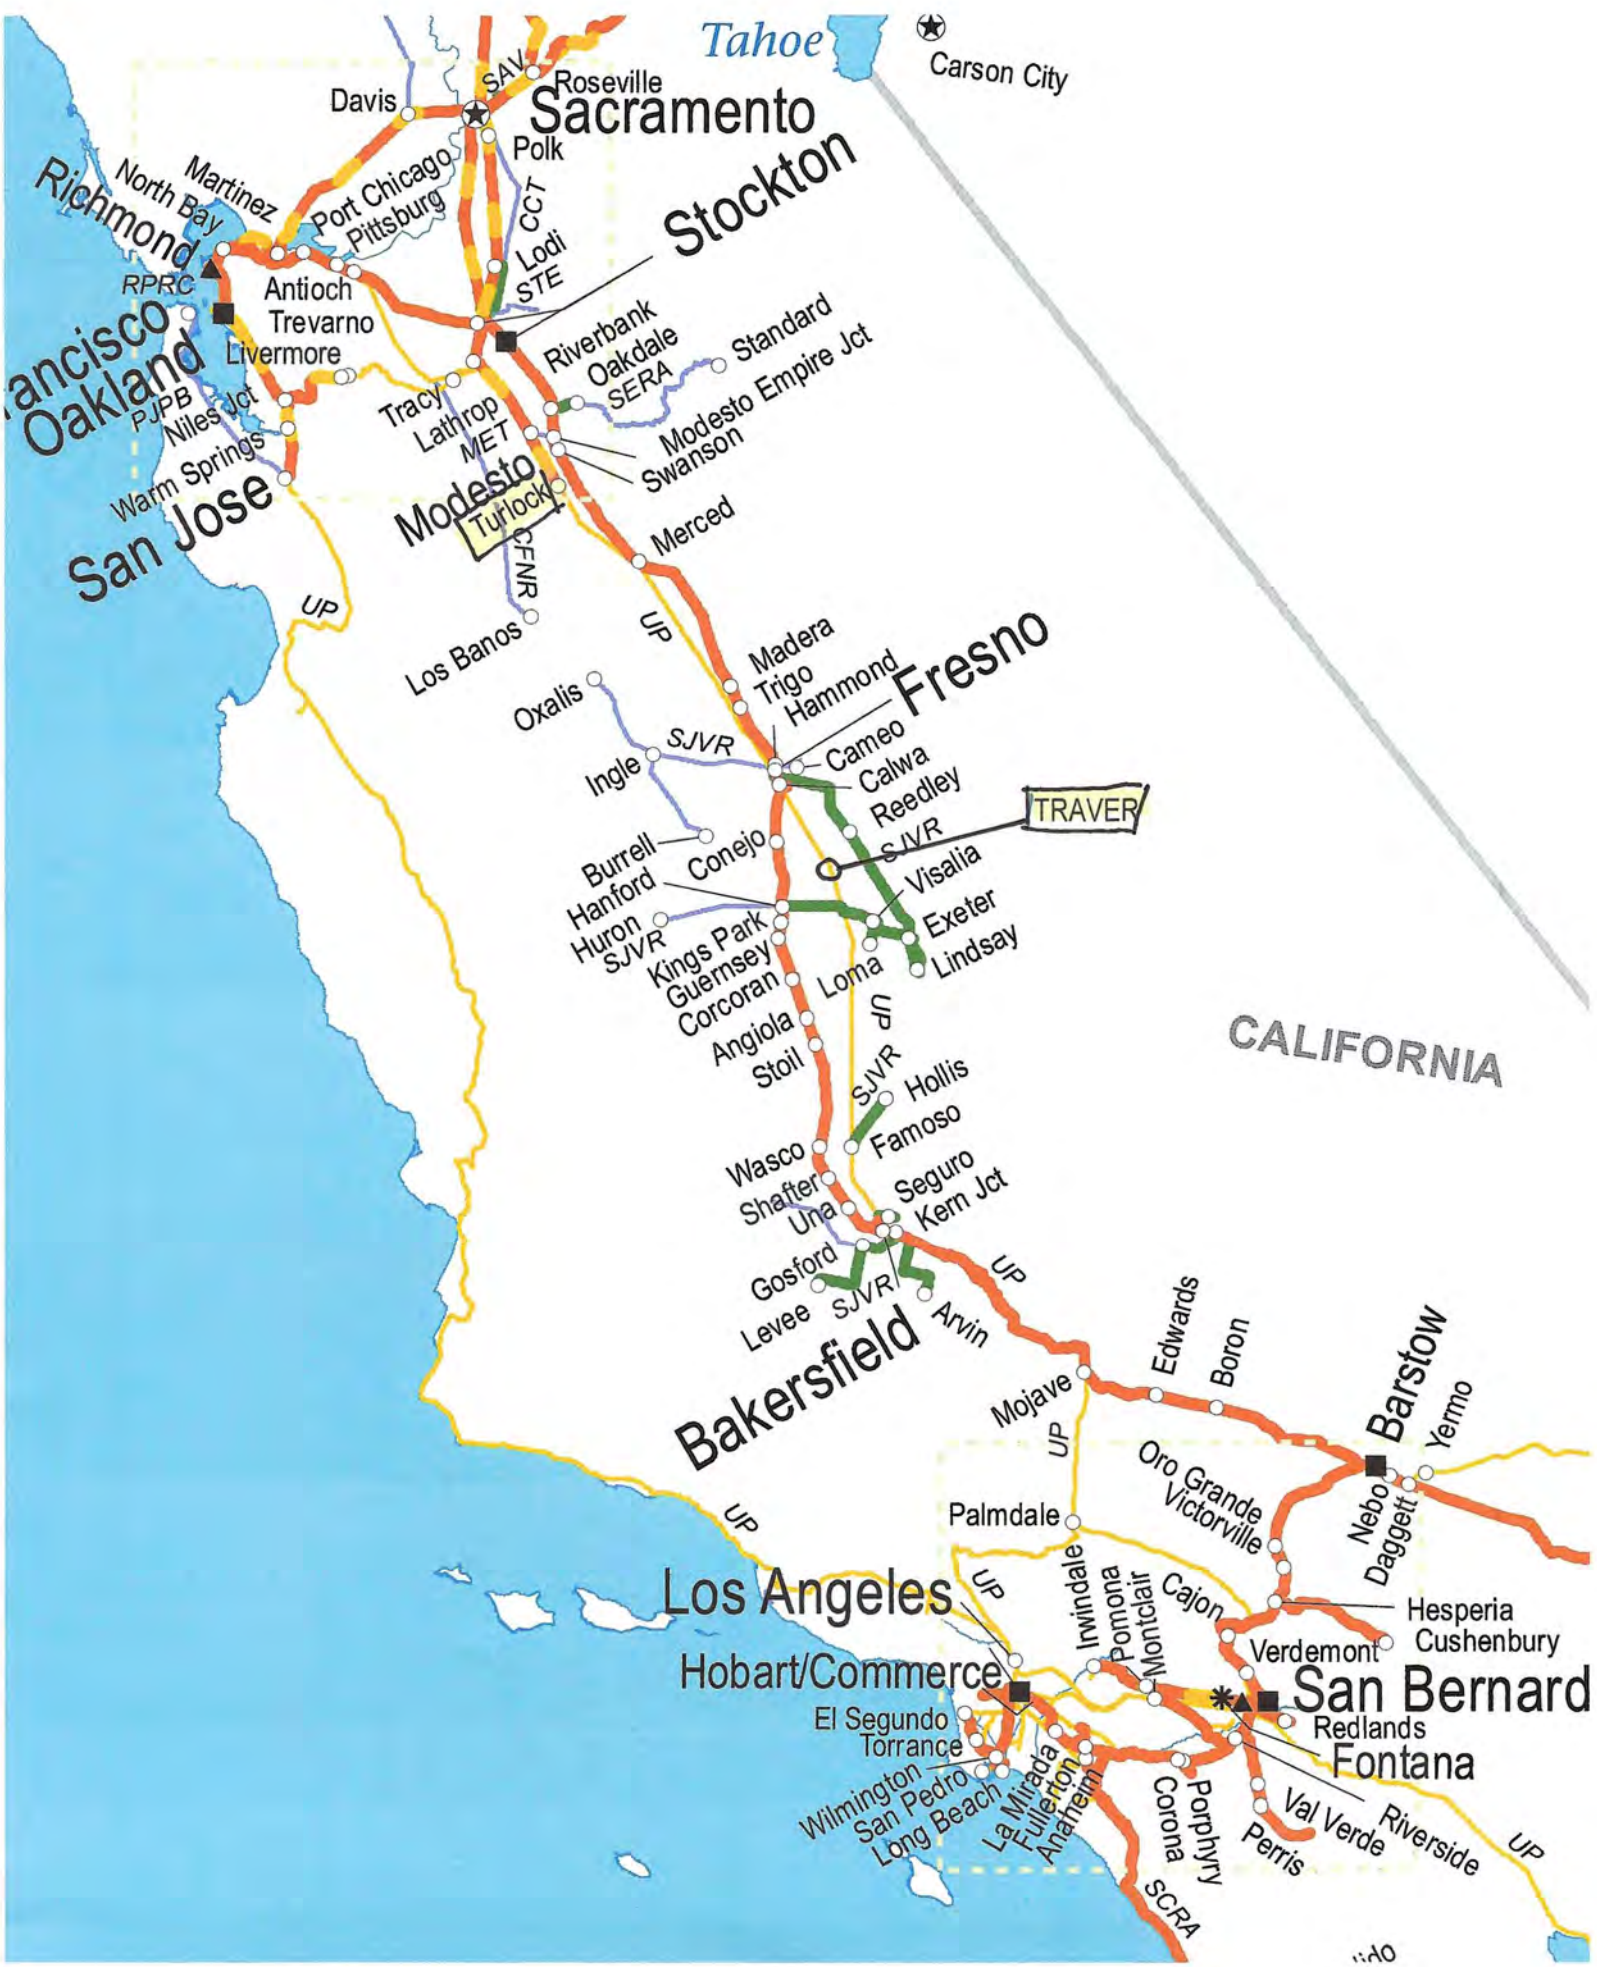 Tahoe
Carson City
SAV
Roseville
Davis
Sacramento
Polk
Stockton
Martinez
North Bay
Richmond
Port Chicago
Pittsburg
CCT
Lodi
STE
RPRC
Antioch
Trevarno
Livermore
ancisco
Oakland
PJPB
Niles Jct
Warm Springs
San Jose
Riverbank
Oakdale
SERA
Standard
Modesto Empire Jct
Swanson
Tracy
Lathrop
MET
Modesto
Turlock
CFNR
Merced
UP
UP
Los Banos
Madera
Trigo
Hammond
Fresno
Oxalis
SJVR
Ingle
Cameo
Calwa
Reedley
TRAVER
SJVR
Burrell
Conejo
Visalia
Hanford
Huron
SJVR
Kings Park
Guernsey
Corcoran
Exeter
Lindsay
Loma
Angiola
Stoil
UP
CALIFORNIA
SJVR
Hollis
Famoso
Wasco
Shafter
Una
Seguro
Kern Jct
Gosford
Levee
SJVR
Arvin
UP
Bakersfield
Edwards
Boron
Barstow
Yermo
Mojave
UP
Oro Grande
Victorville
Nebo
Daggett
Palmdale
UP
UP
Los Angeles
Irwindale
Pomona
Montclair
Cajon
Hesperia
Cushenbury
Verdemont
Hobart/Commerce
San Bernard
El Segundo
Torrance
Redlands
Fontana
Wilmington
San Pedro
Long Beach
La Mirada
Fullerton
Anaheim
Corona
Porphyry
Val Verde
Perris
Riverside
UP
SCRA